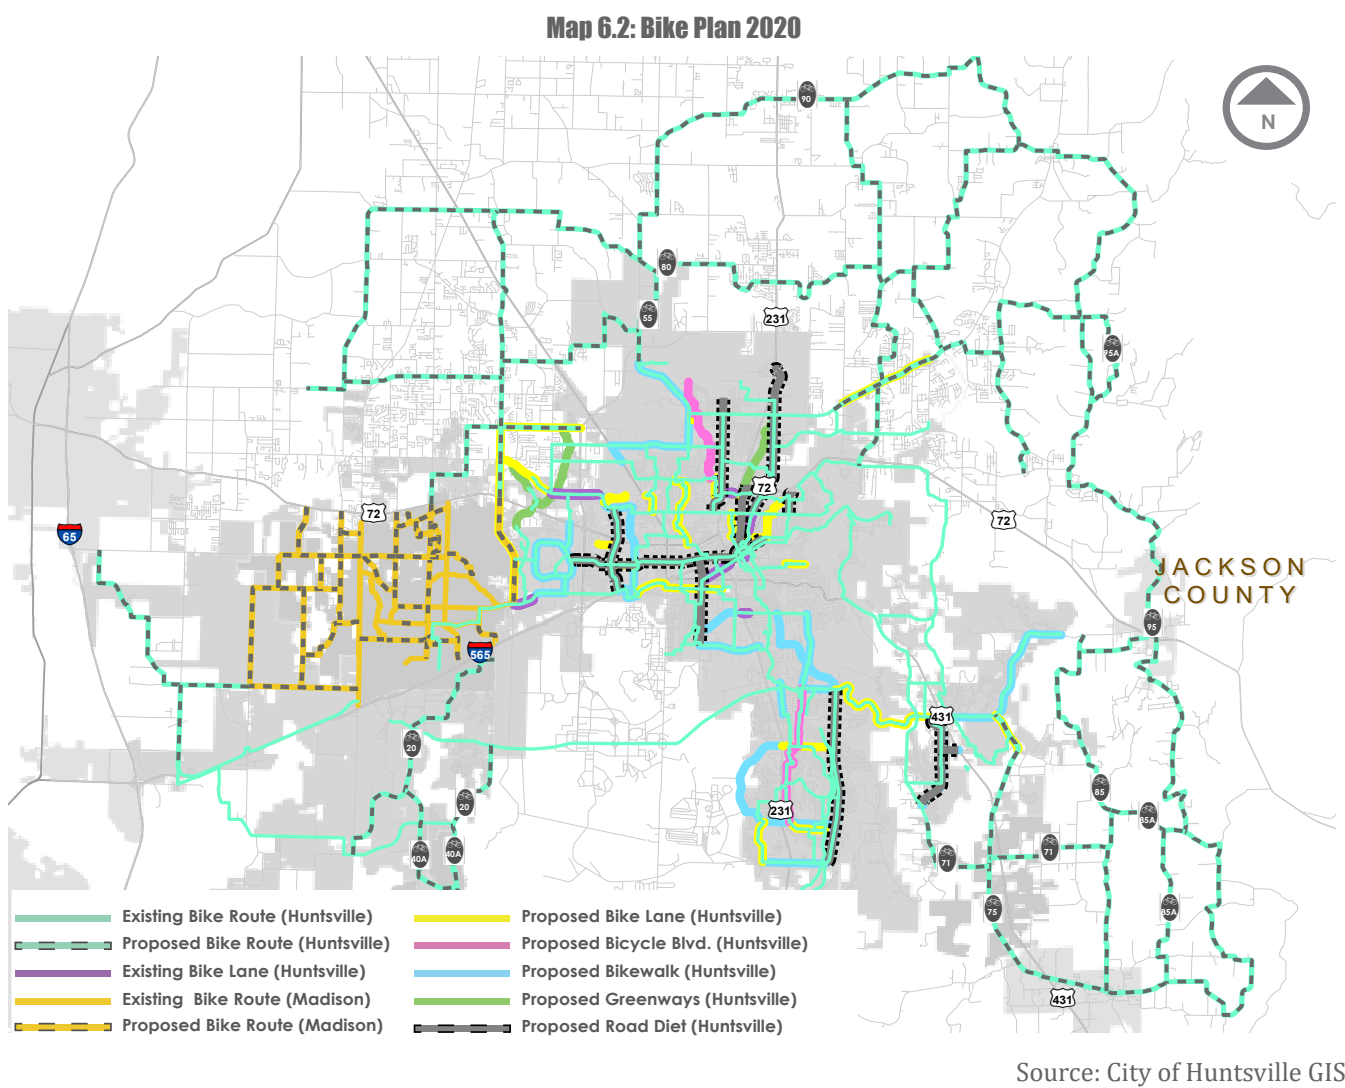 Map 6.2: Bike Plan 2020
90
N
80
55
231
95A
72
72
72
65
JACKSON
COUNTY
95
565
431
20
20
85
231
85A
40A
40A
71
71
75
85A
431
Existing Bike Route (Huntsville)
Proposed Bike Route (Huntsville)
Existing Bike Lane (Huntsville)
Existing Bike Route (Madison)
Proposed Bike Route (Madison)
Proposed Bike Lane (Huntsville)
Proposed Bicycle Blvd. (Huntsville)
Proposed Bikewalk (Huntsville)
Proposed Greenways (Huntsville)
Proposed Road Diet (Huntsville)
Source: City of Huntsville GIS